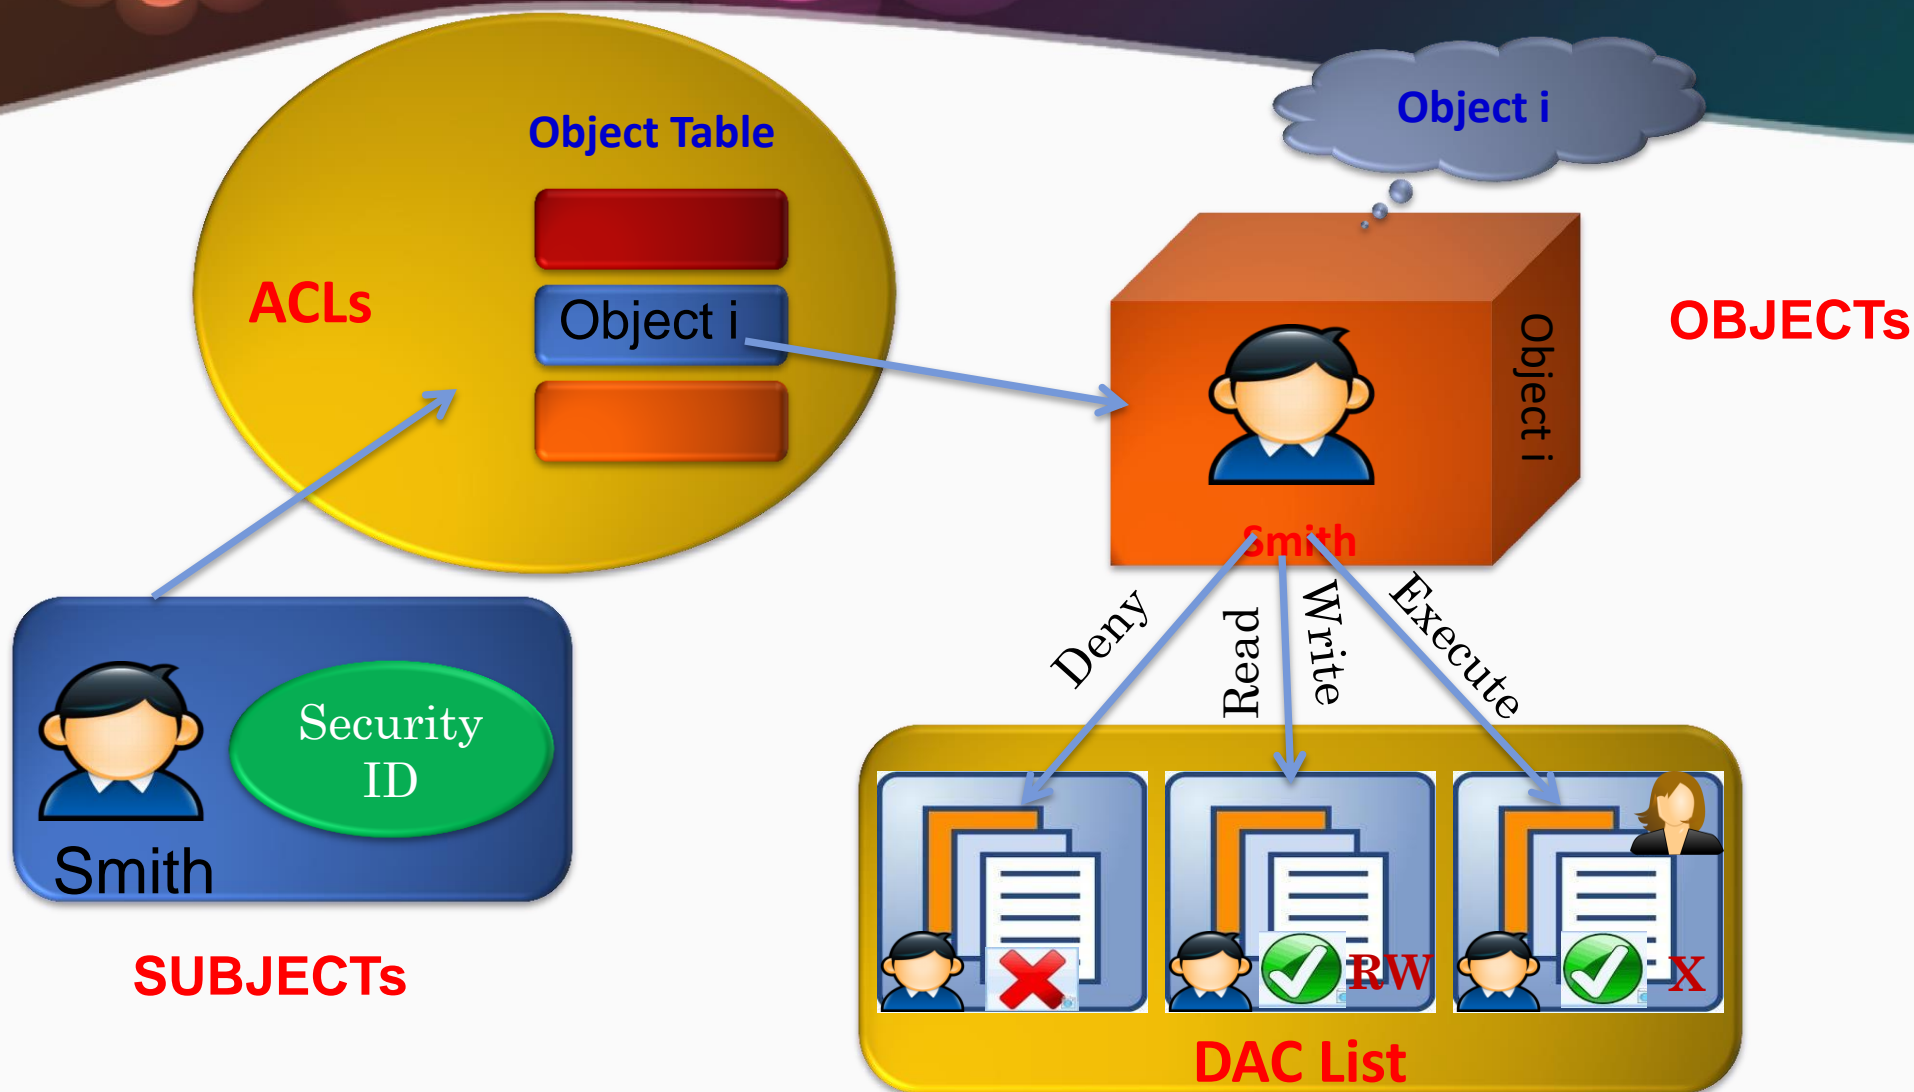 Object Table
Object i
ACLs
Object i
OBJECTs
Object i
Smith
Security
ID
Smith
SUBJECTs
Deny
Read
Write
Execute
RW
X
DAC List